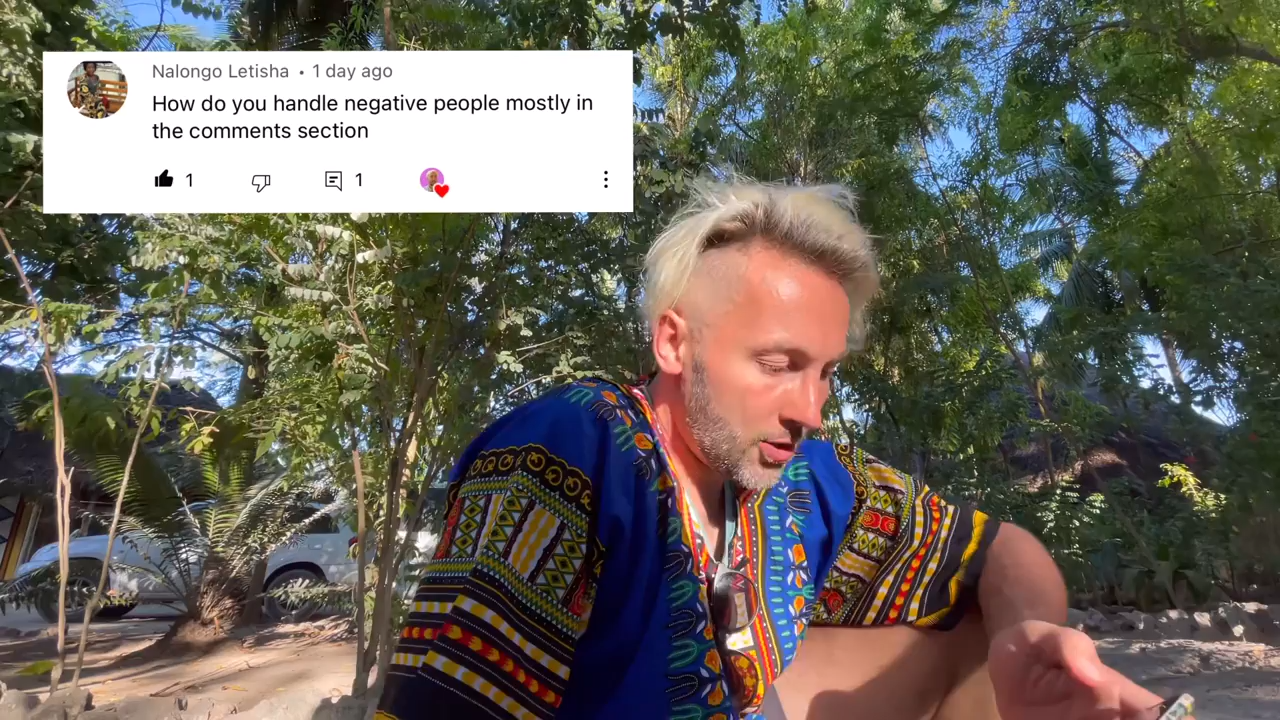 Nalongo Letisha • 1 day ago
How do you handle negative people mostly in
the comments section
1 1